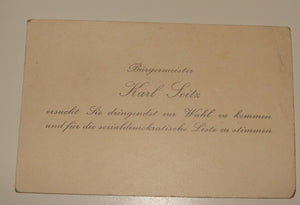 Bürgermeister
Karl Seitz
ersucht Sie dringendst zur Wahl zu kommen
und für die sozialdemokratische Liste zu stimmen